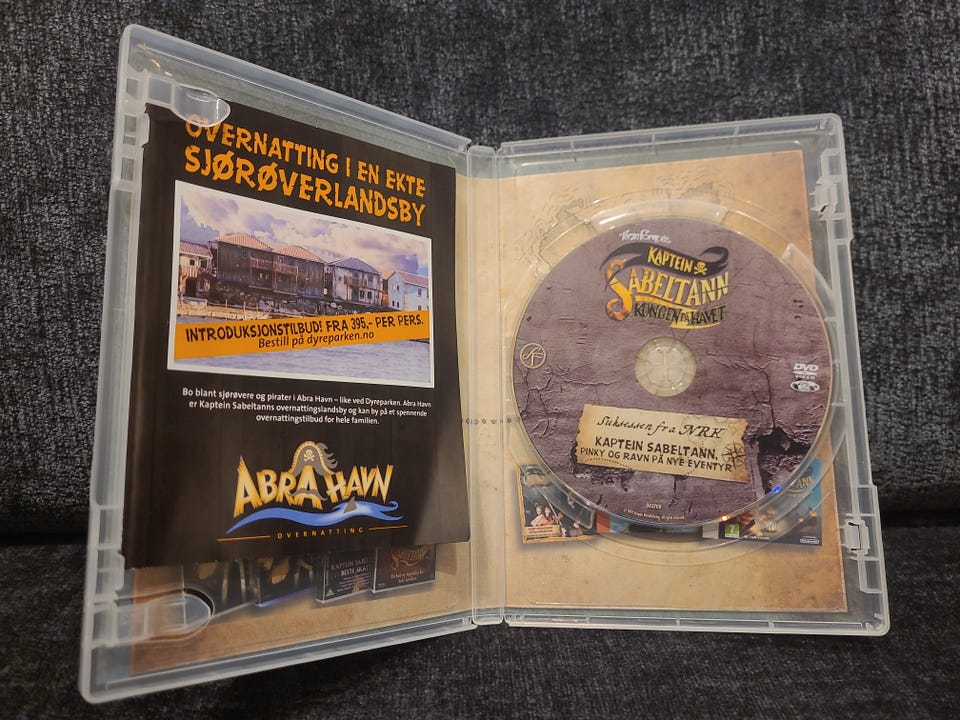 OVERNATTING I EN EKTE
SJØRØVERLANDSBY
INTRODUKSJONSTILBUD! FRA 395,- PER PERS.
Bestill på dyreparken.no
Bo blant sjørøvere og pirater i Abra Havn – like ved Dyreparken. Abra Havn
er Kaptein Sabeltanns overnattingslandsby og kan by på et spennende
overnattingstilbud for hele familien.
ABRA HAVN
OVERNATTING
KAPTEIN
SABELTANN
KONGEN PÅ HAVET
SF
DVD
VIDEO
2
Suksessen fra NRK
KAPTEIN SABELTANN,
PINKY OG RAVN PÅ NYE EVENTYR